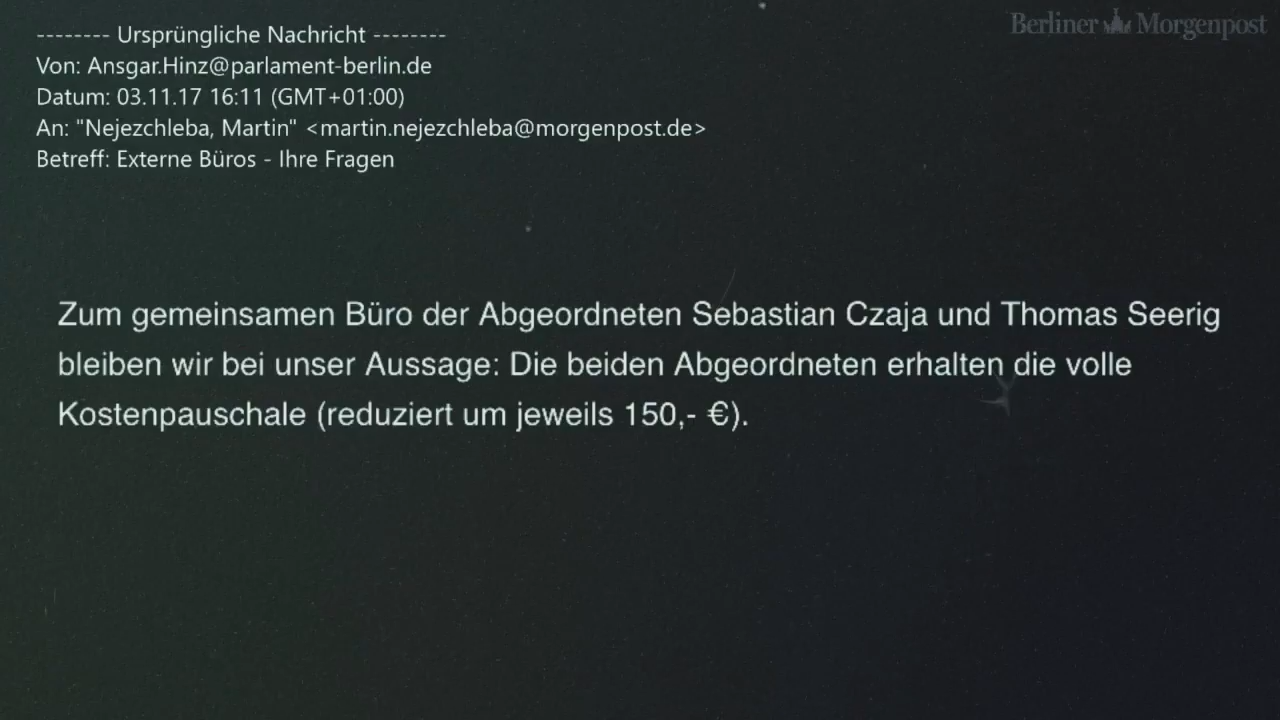 Berliner Morgenpost
-------- Ursprüngliche Nachricht --------
Von: Ansgar.Hinz@parlament-berlin.de
Datum: 03.11.17 16:11 (GMT+01:00)
An: "Nejezchleba, Martin" <martin.nejezchleba@morgenpost.de>
Betreff: Externe Büros - Ihre Fragen
Zum gemeinsamen Büro der Abgeordneten Sebastian Czaja und Thomas Seerig
bleiben wir bei unser Aussage: Die beiden Abgeordneten erhalten die volle
Kostenpauschale (reduziert um jeweils 150,- €).